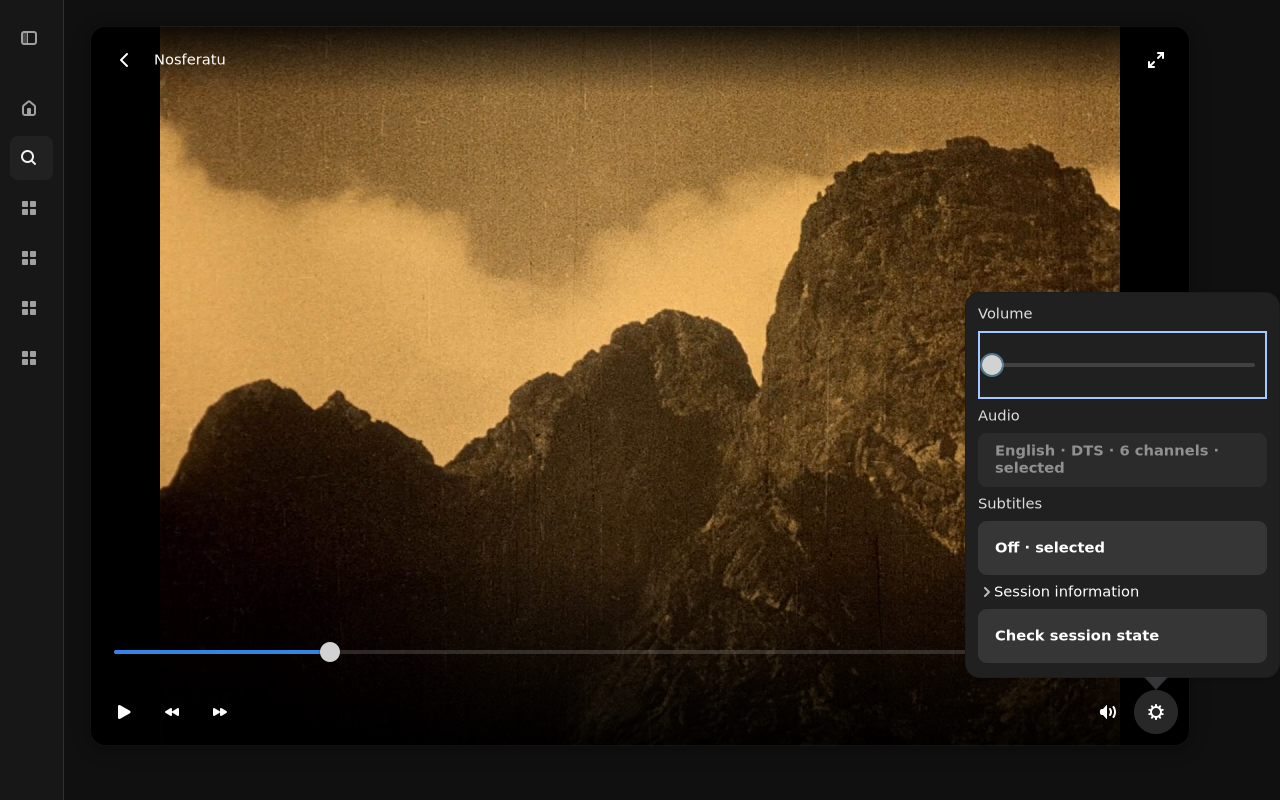 Nosferatu
Volume
Audio
English · DTS · 6 channels ·
selected
Subtitles
Off · selected
Session information
Check session state